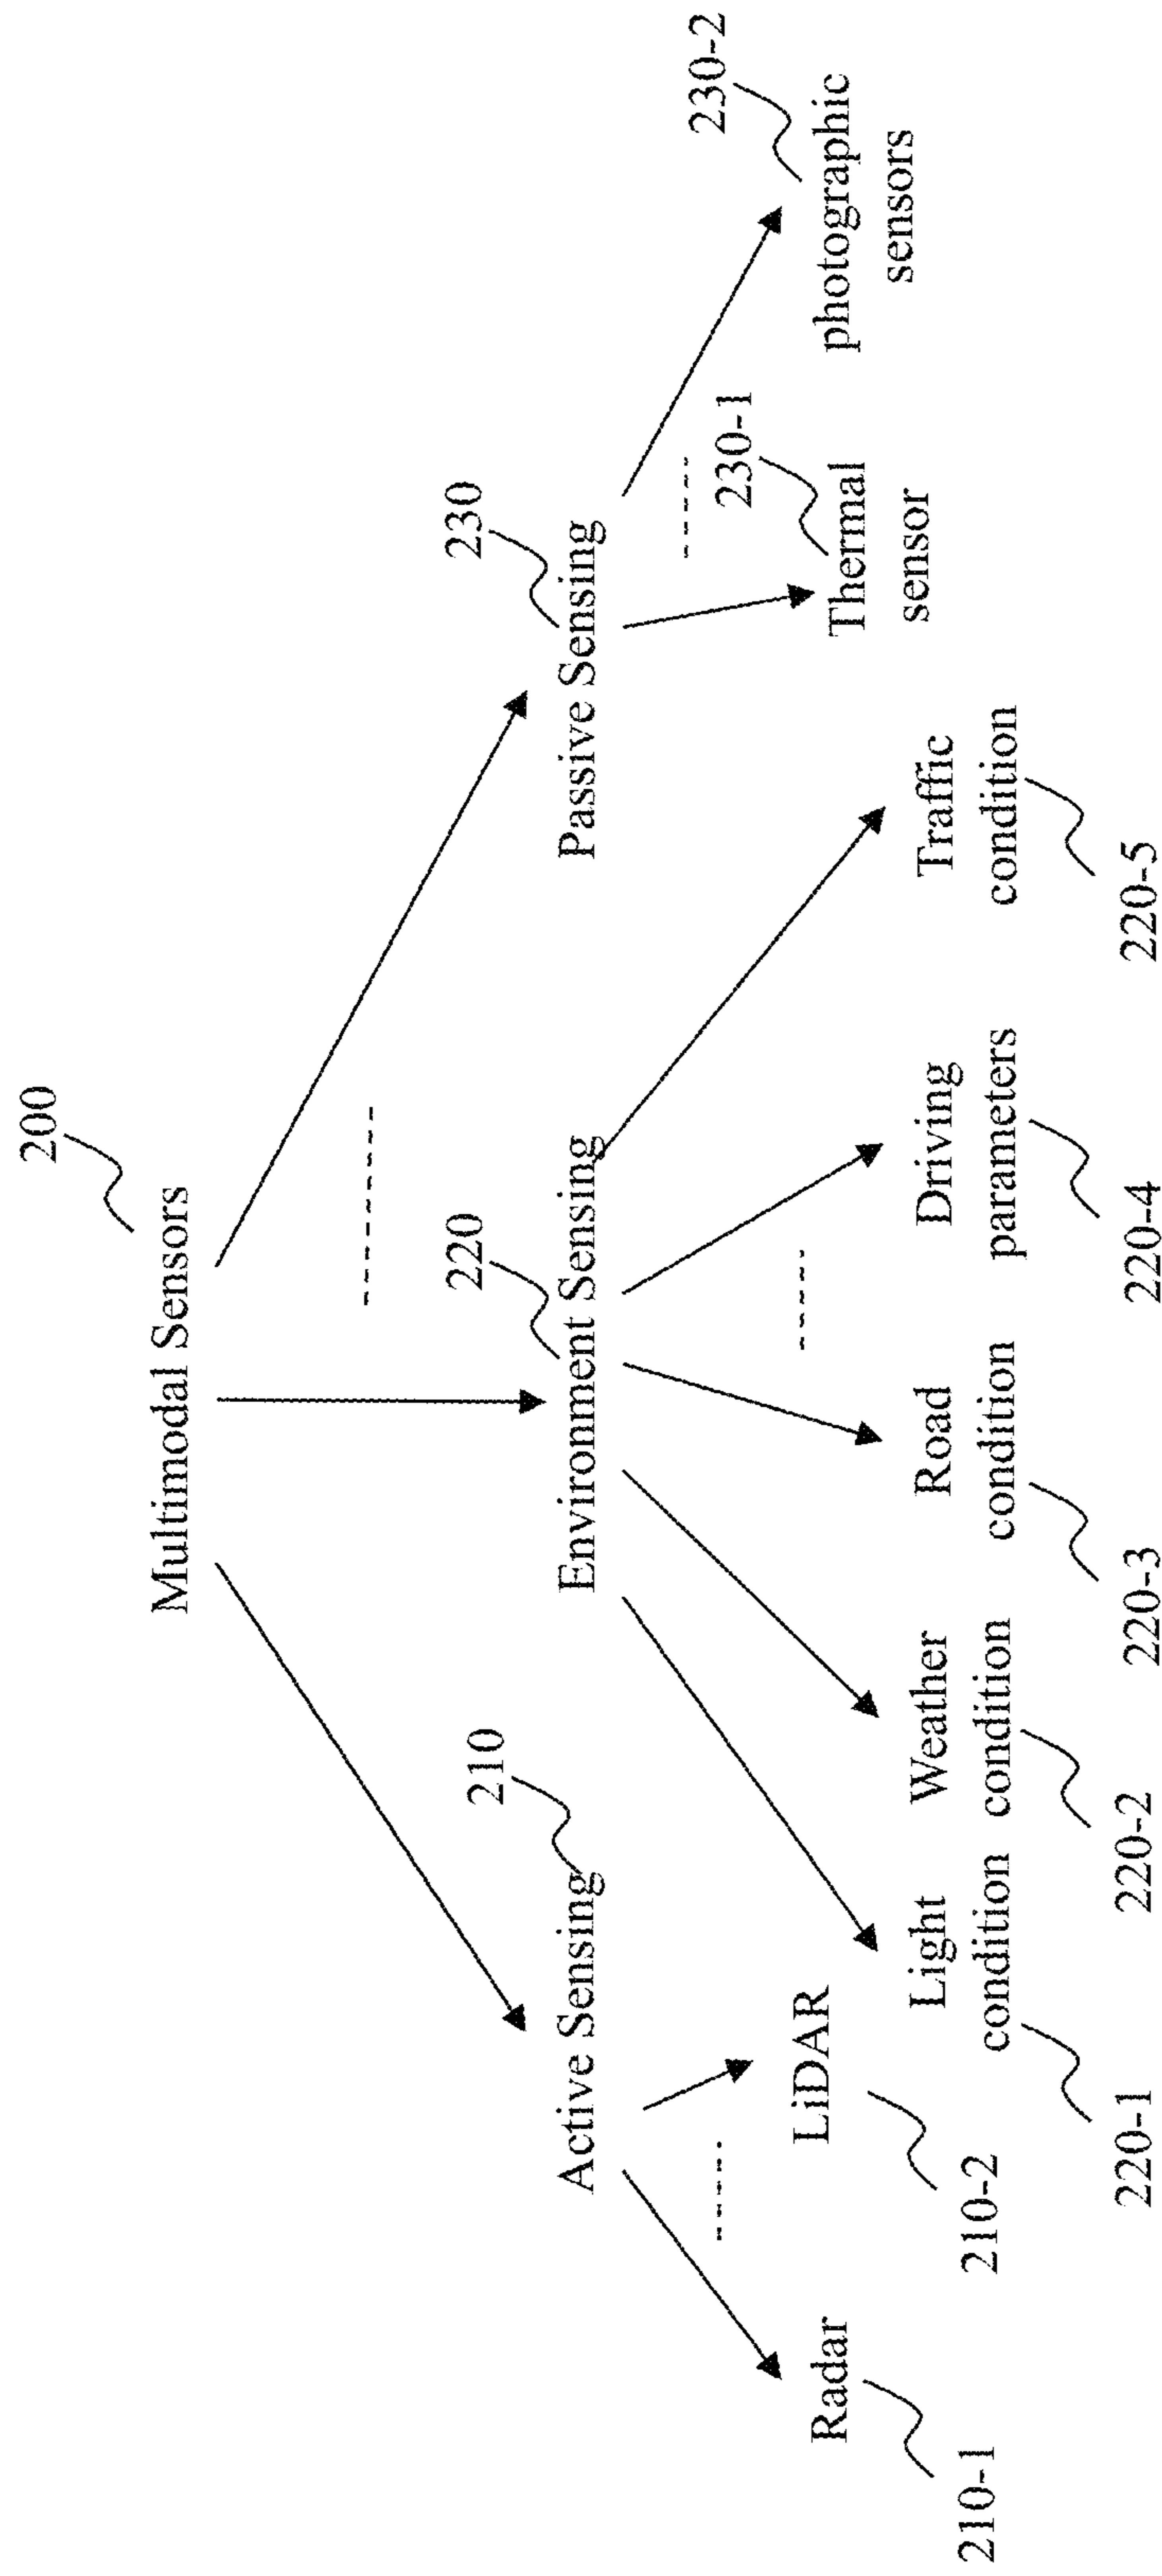 200
Multimodal Sensors
210
Active Sensing
220
Environment Sensing
230
Passive Sensing
Radar
210-1
LiDAR
210-2
Light
condition
220-1
Weather
condition
220-2
Road
condition
220-3
Driving
parameters
220-4
Traffic
condition
220-5
230-1
Thermal
sensor
230-2
photographic
sensors